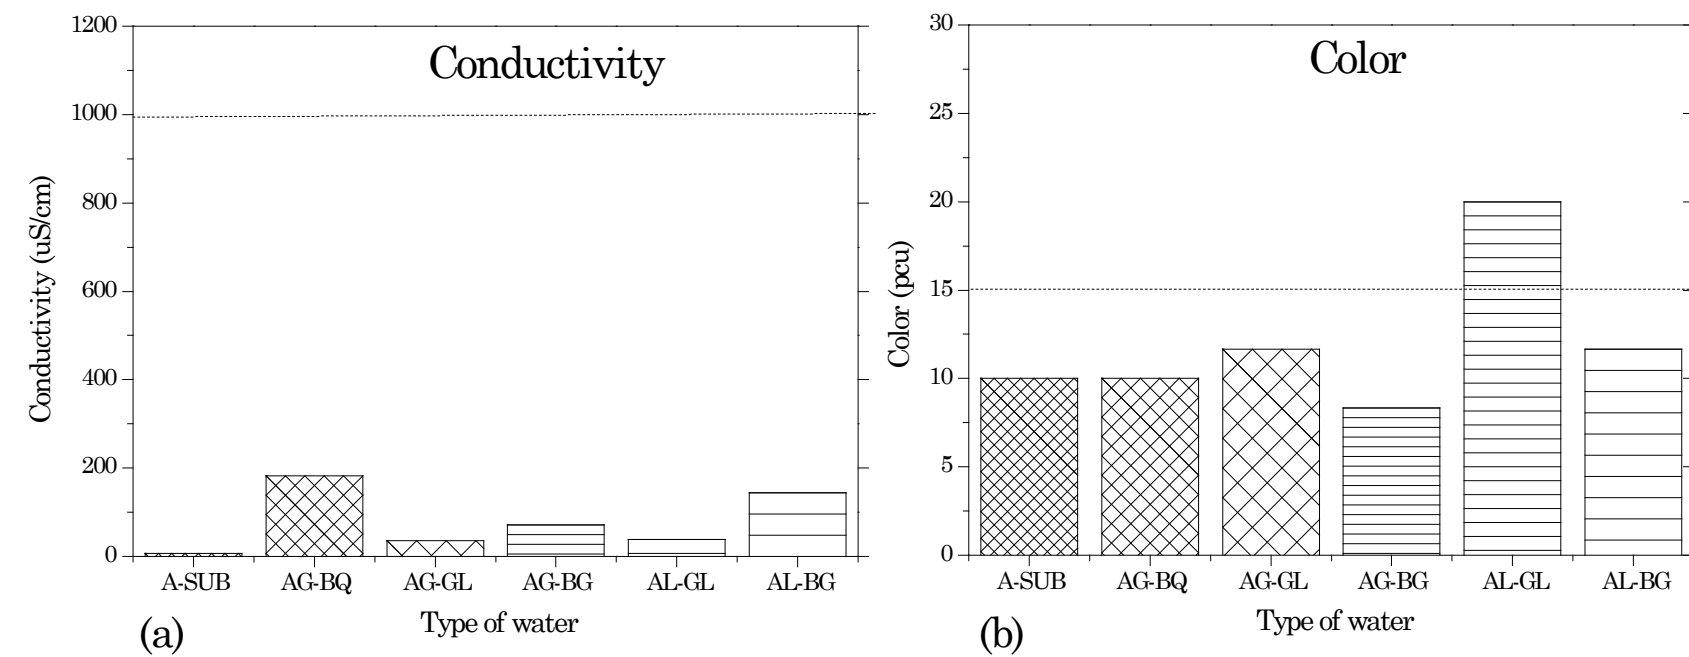 Conductivity
Conductivity (uS/cm)
1200
1000
800
600
400
200
0
A-SUB AG-BQ AG-GL AG-BG AL-GL AL-BG
Type of water
(a)
Color
Color (pcu)
30
25
20
15
10
5
0
A-SUB AG-BQ AG-GL AG-BG AL-GL AL-BG
Type of water
(b)